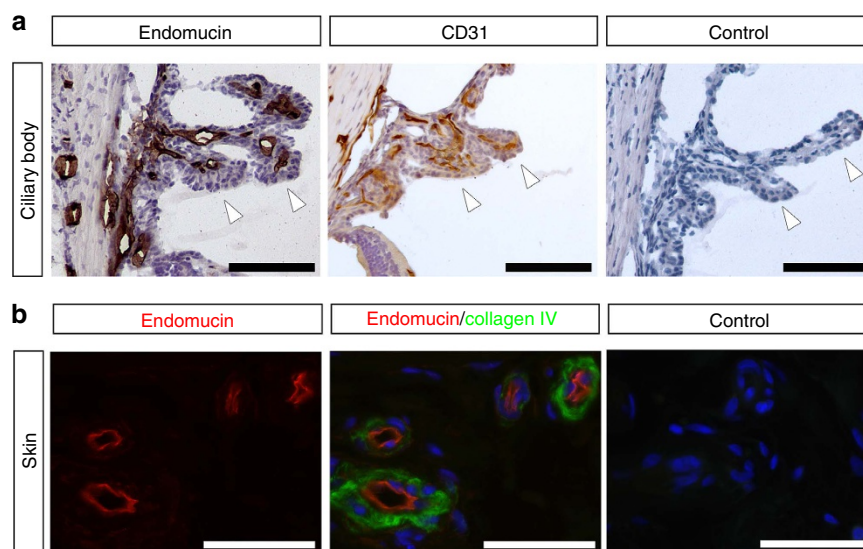 a
Endomucin
CD31
Control
Ciliary body
b
Endomucin
Endomucin/collagen IV
Control
Skin